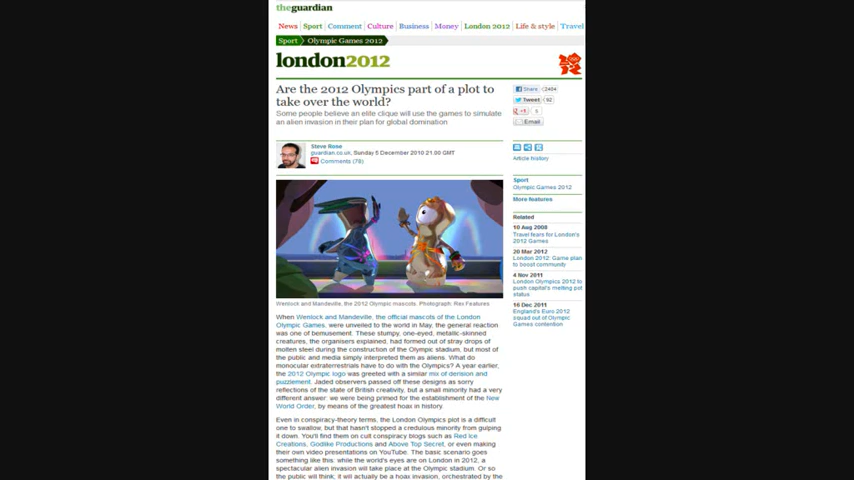 theguardian
News Sport Comment Culture Business Money London 2012 Life & style Travel
Sport Olympic Games 2012
london2012
Are the 2012 Olympics part of a plot to
take over the world?
Some people believe an elite clique will use the games to simulate
an alien invasion in their plan for global domination
Steve Rose
guardian.co.uk, Sunday 5 December 2010 21.00 GMT
Comments (78)
Wenlock and Mandeville, the 2012 Olympic mascots. Photograph: Rex Features
When Wenlock and Mandeville, the official mascots of the London
Olympic Games, were unveiled to the world in May, the general reaction
was one of bemusement. These stumpy, one-eyed, metallic-skinned
creatures, the organisers explained, had formed out of stray drops of
molten steel during the construction of the Olympic stadium, but most of
the public and media simply interpreted them as aliens. What do
monocular extraterrestrials have to do with the Olympics? A year earlier,
the 2012 Olympic logo was greeted with a similar mix of derision and
puzzlement. Jaded observers passed off these designs as sorry
reflections of the state of British creativity, but a small minority had a very
different answer: we were being primed for the establishment of the New
World Order, by means of the greatest hoax in history.
Even in conspiracy-theory terms, the London Olympics plot is a difficult
one to swallow, but that hasn't stopped a credulous minority from gulping
it down. You'll find them on cult conspiracy blogs such as Red Ice
Creations, Godlike Productions and Above Top Secret, or even making
their own video presentations on YouTube. The basic scenario goes
something like this: while the world's eyes are on London in 2012, a
spectacular alien invasion will take place at the Olympic stadium. Or so
the public will think; it will actually be a hoax invasion, orchestrated by the
Share 2404
Tweet 92
+1
Email
Article history
Sport
Olympic Games 2012
More features
Related
10 Aug 2008
Travel fears for London's
2012 Games
20 Mar 2012
London 2012: Game plan
to boost community
4 Nov 2011
London Olympics 2012 to
push capital's melting pot
status
16 Dec 2011
England's Euro 2012
squad out of Olympic
Games contention